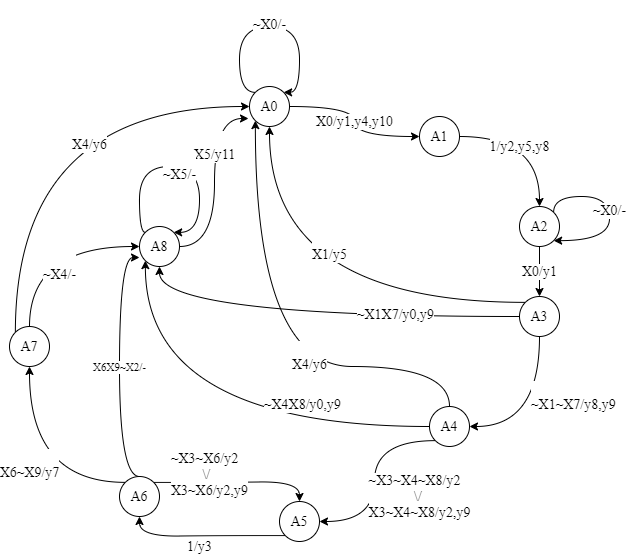 ~X0/-
A0
X0/y1,y4,y10
A1
X4/y6
1/y2,y5,y8
X5/y11
~X5/-
~X0/-
A2
A8
X1/y5
X0/y1
~X4/-
~X1X7/y0,y9
A3
A7
X6X9~X2/-
X4/y6
~X4X8/y0,y9
~X1~X7/y8,y9
A4
~X3~X6/y2
\/
X3~X6/y2,y9
X6~X9/y7
~X3~X4~X8/y2
\/
X3~X4~X8/y2,y9
A6
A5
1/y3